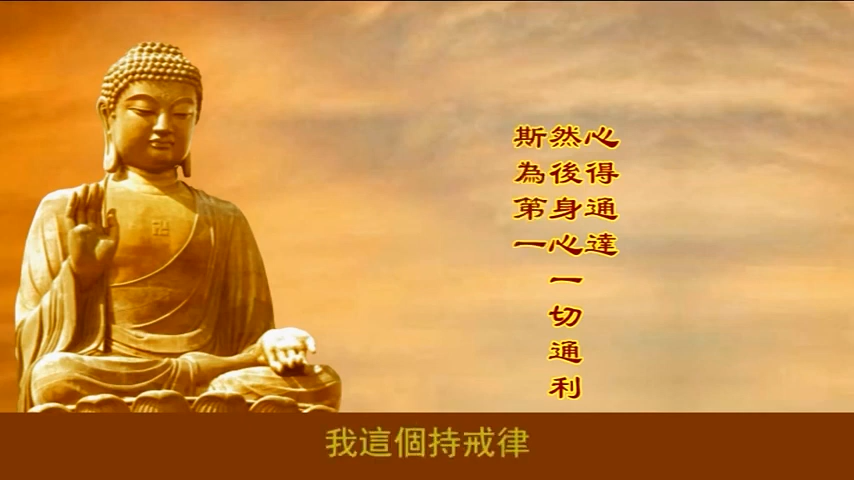 心得通達
然後身心一切通利
斯為第一
我這個持戒律